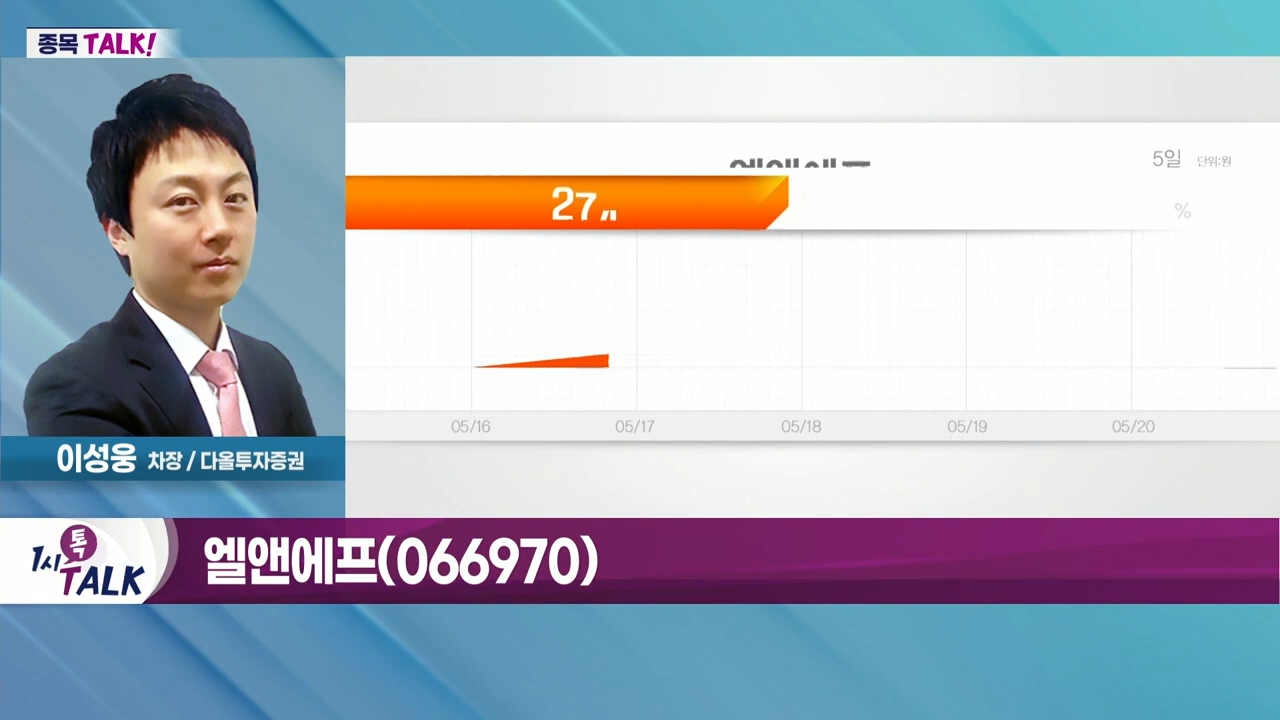 종목 TALK!
5일 단위:원
%
05/16 05/17 05/18 05/19 05/20
이성웅 차장 / 다올투자증권
1시 톡 TALK
엘앤에프(066970)